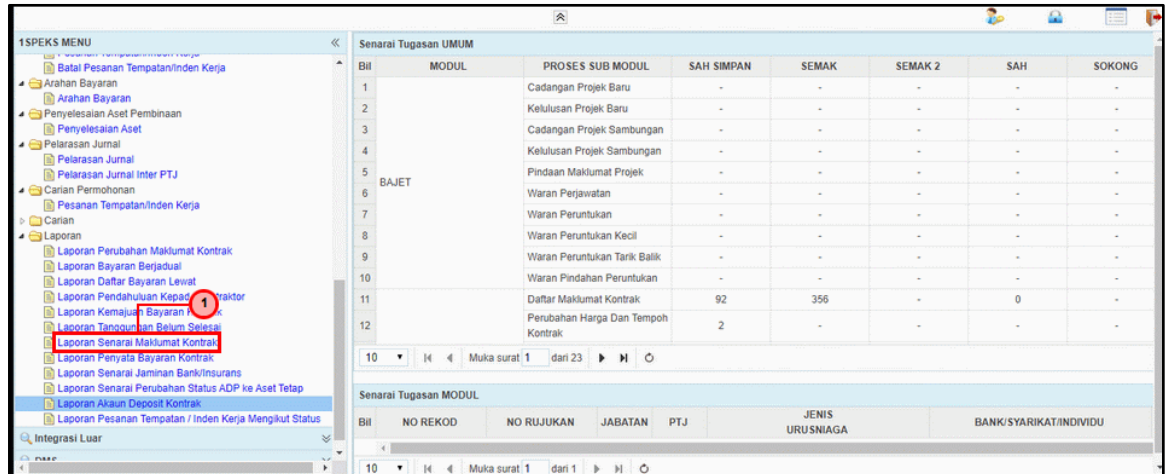 1SPEKS MENU
Batal Pesanan Tempatan/Inden Kerja
Arahan Bayaran
Arahan Bayaran
Penyelesaian Aset Pembinaan
Penyelesaian Aset
Pelarasan Jurnal
Pelarasan Jurnal
Pelarasan Jurnal Inter PTJ
Carian Permohonan
Pesanan Tempatan/Inden Kerja
Carian
Laporan
Laporan Perubahan Maklumat Kontrak
Laporan Bayaran Berjadual
Laporan Daftar Bayaran Lewat
Laporan Pendahuluan Kepad traktor
1
Laporan Kemajuan Bayaran
Laporan Tanggungan Belum Selesai
Laporan Senarai Maklumat Kontrak
Laporan Penyata Bayaran Kontrak
Laporan Senarai Jaminan Bank/Insurans
Laporan Senarai Perubahan Status ADP ke Aset Tetap
Laporan Akaun Deposit Kontrak
Laporan Pesanan Tempatan / Inden Kerja Mengikut Status
Integrasi Luar
Senarai Tugasan UMUM
Bil MODUL PROSES SUB MODUL SAH SIMPAN SEMAK SEMAK 2 SAH SOKONG
1 Cadangan Projek Baru - - - - -
2 Kelulusan Projek Baru - - - - -
3 Cadangan Projek Sambungan - - - - -
4 Kelulusan Projek Sambungan - - - - -
5 Pindaan Maklumat Projek - - - - -
BAJET
6 Waran Perjawatan - - - - -
7 Waran Peruntukan - - - - -
8 Waran Peruntukan Kecil - - - - -
9 Waran Peruntukan Tarik Balik - - - - -
10 Waran Pindahan Peruntukan - - - - -
11 Daftar Maklumat Kontrak 92 356 - 0 -
12 Perubahan Harga Dan Tempoh
Kontrak 2 - - - -
10 Muka surat 1 dari 23
Senarai Tugasan MODUL
Bil NO REKOD NO RUJUKAN JABATAN PTJ JENIS
URUSNIAGA BANK/SYARIKAT/INDIVIDU
10 Muka surat 1 dari 1